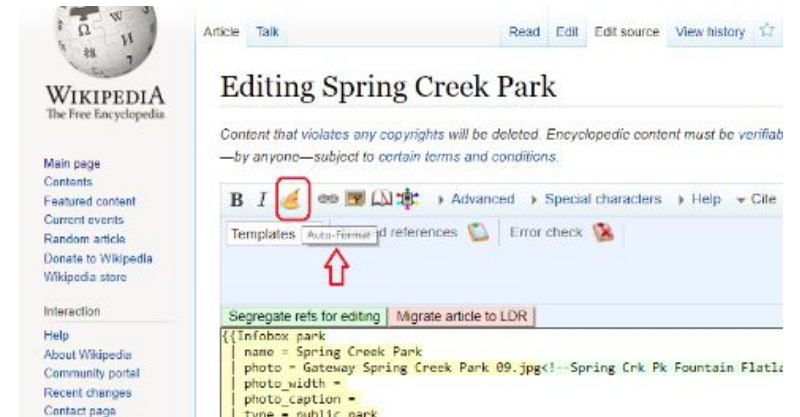 WIKIPEDIA
The Free Encyclopedia
Main page
Contents
Featured content
Current events
Random article
Donate to Wikipedia
Wikipedia store
Interaction
Help
About Wikipedia
Community portal
Recent changes
Contact page
Article Talk Read Edit Edit source View history
Editing Spring Creek Park
Content that violates any copyrights will be deleted. Encyclopedic content must be verifiab
—by anyone—subject to certain terms and conditions.
B I Advanced Special characters Help Cite
Templates Auto-Format d references Error check
Segregate refs for editing Migrate article to LDR
{{Infobox park
| name = Spring Creek Park
| photo = Gateway Spring Creek Park 09.jpg<!--Spring Crk Pk Fountain Flatla
| photo_width =
| photo_caption =
| type = public park